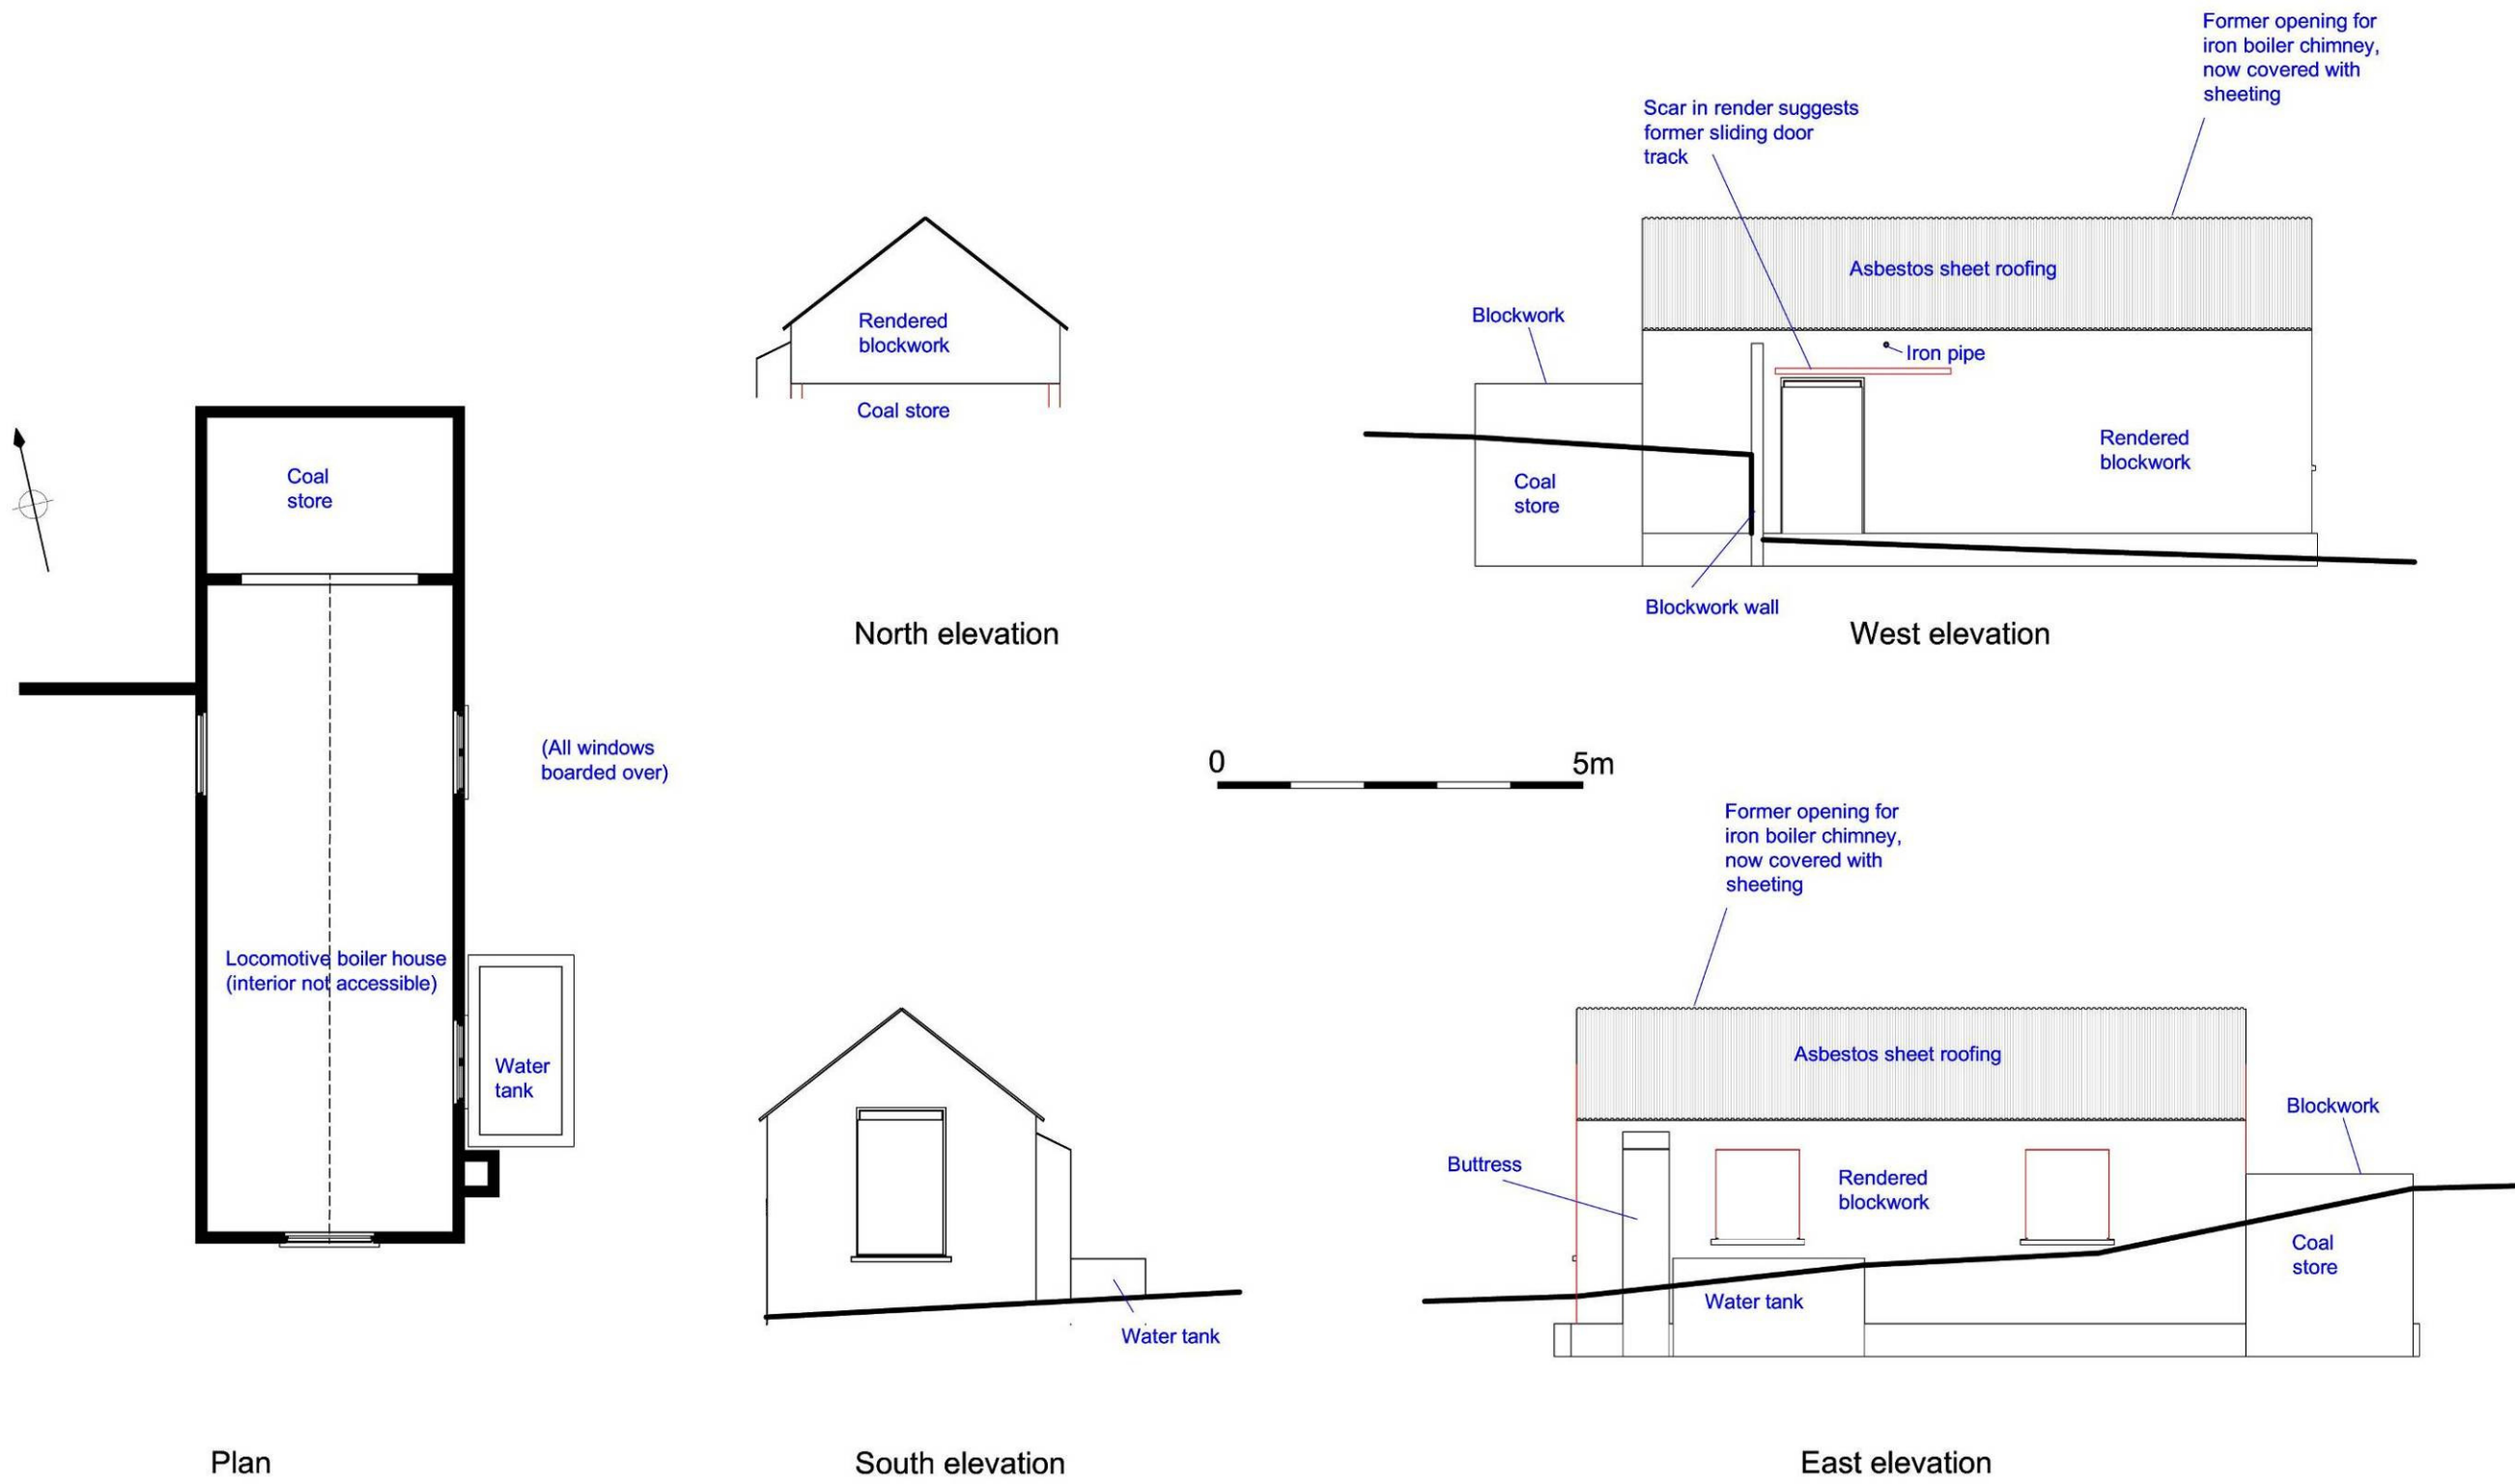 Former opening for
iron boiler chimney,
now covered with
sheeting
Scar in render suggests
former sliding door
track
Asbestos sheet roofing
Blockwork
Iron pipe
Rendered
blockwork
Coal
store
Blockwork wall
West elevation
Rendered
blockwork
Coal store
North elevation
Coal
store
(All windows
boarded over)
Locomotive boiler house
(interior not accessible)
Water
tank
Plan
0
5m
Water tank
South elevation
Former opening for
iron boiler chimney,
now covered with
sheeting
Asbestos sheet roofing
Blockwork
Buttress
Rendered
blockwork
Coal
store
Water tank
East elevation